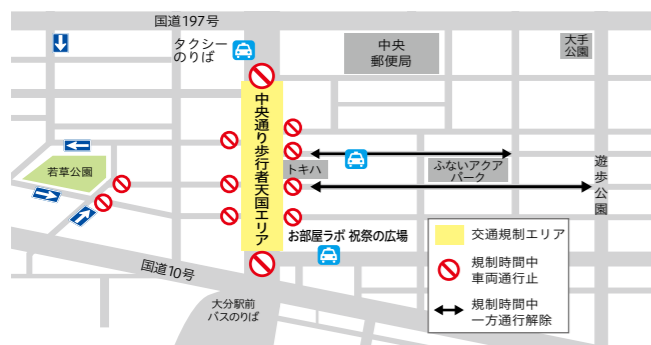 国道197号
タクシー
のりば
中央
郵便局
大手
公園
中央通り歩行者天国エリア
若草公園
トキハ
ふないアクア
パーク
遊歩公園
お部屋ラボ 祝祭の広場
国道10号
大分駅前
バスのりば
交通規制エリア
規制時間中
車両通行止
規制時間中
一方通行解除